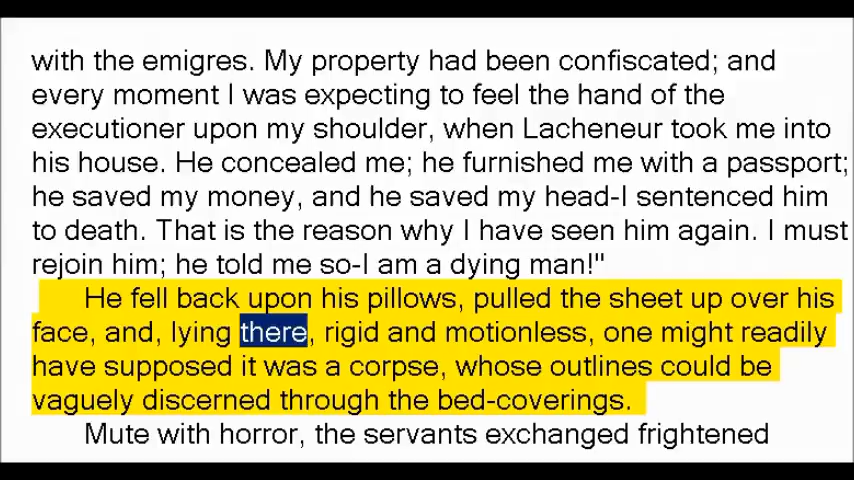 with the emigres. My property had been confiscated; and
every moment I was expecting to feel the hand of the
executioner upon my shoulder, when Lacheneur took me into
his house. He concealed me; he furnished me with a passport;
he saved my money, and he saved my head-I sentenced him
to death. That is the reason why I have seen him again. I must
rejoin him; he told me so-I am a dying man!"
He fell back upon his pillows, pulled the sheet up over his
face, and, lying there, rigid and motionless, one might readily
have supposed it was a corpse, whose outlines could be
vaguely discerned through the bed-coverings.
Mute with horror, the servants exchanged frightened